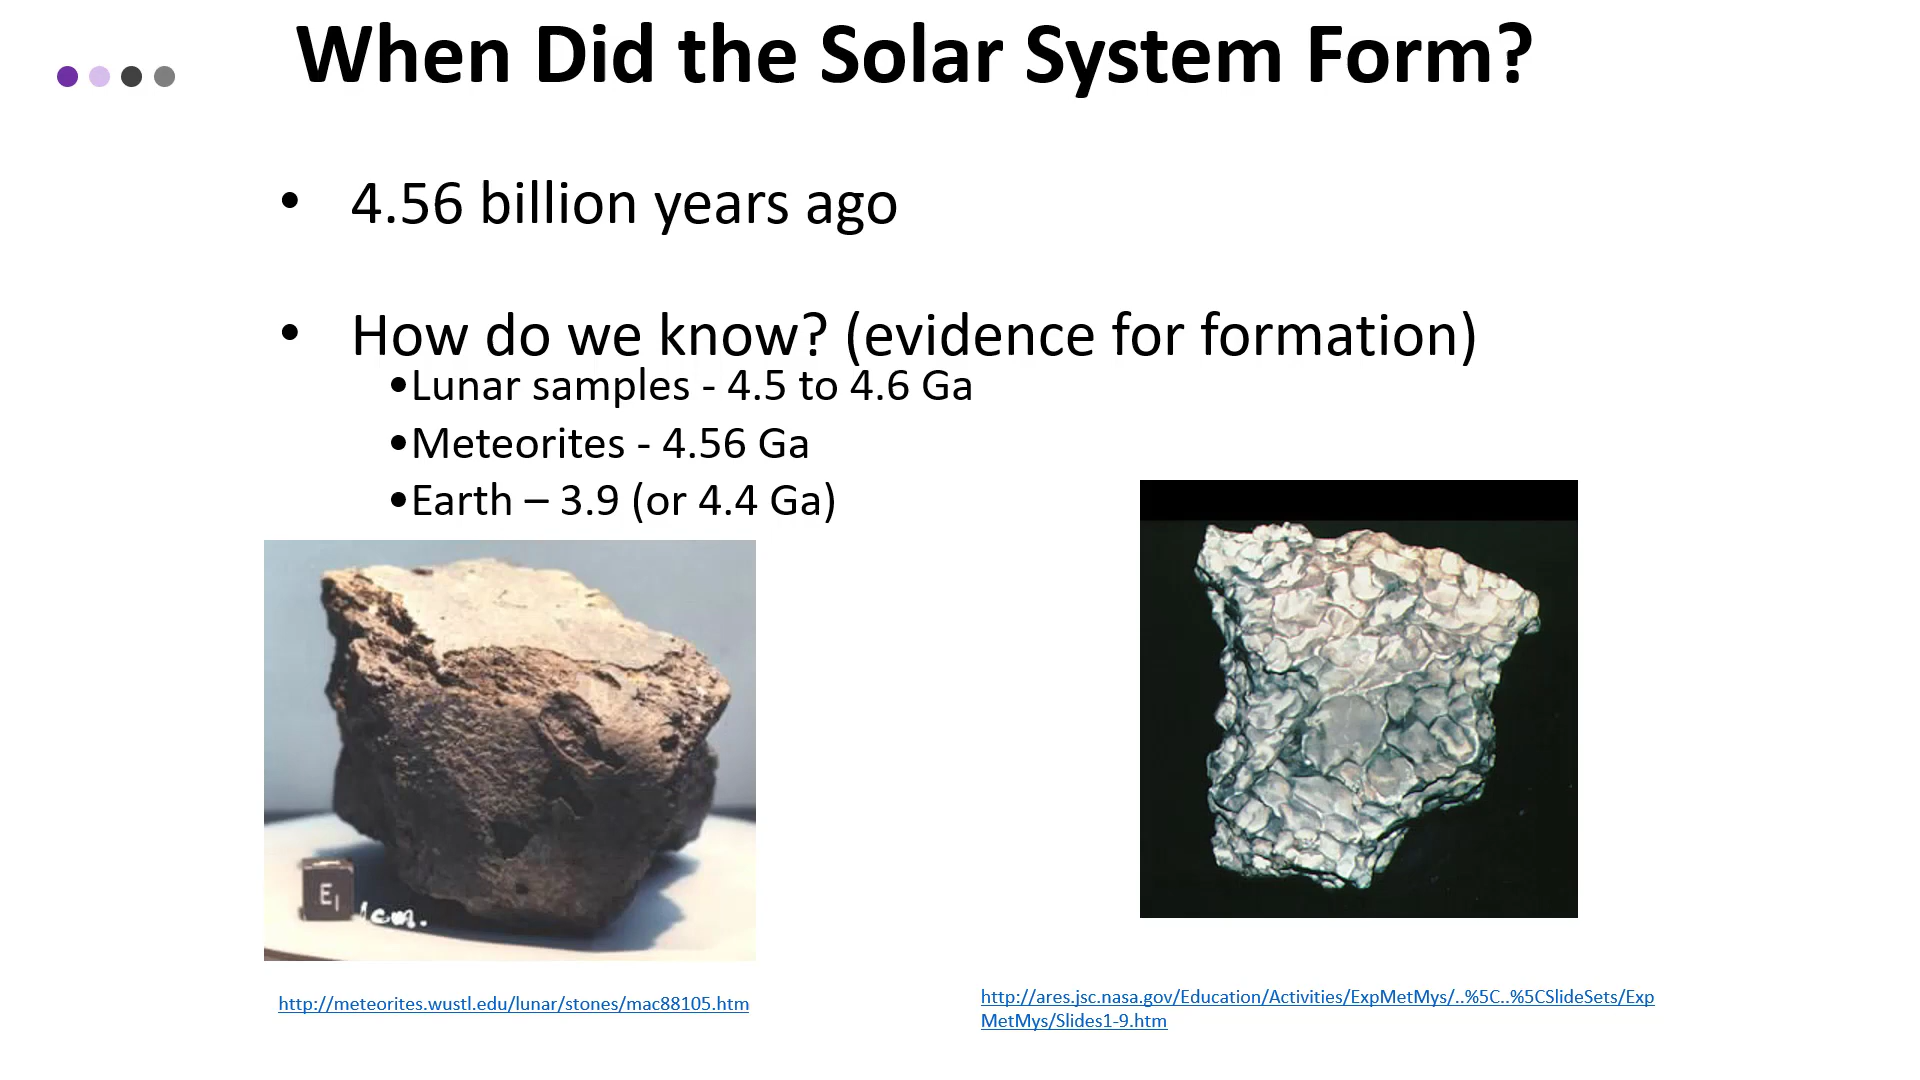 When Did the Solar System Form?
• 4.56 billion years ago
• How do we know? (evidence for formation)
•Lunar samples - 4.5 to 4.6 Ga
•Meteorites - 4.56 Ga
•Earth – 3.9 (or 4.4 Ga)
E1
1cm.
http://meteorites.wustl.edu/lunar/stones/mac88105.htm
http://ares.jsc.nasa.gov/Education/Activities/ExpMetMys/..%5C..%5CSlideSets/Exp
MetMys/Slides1-9.htm